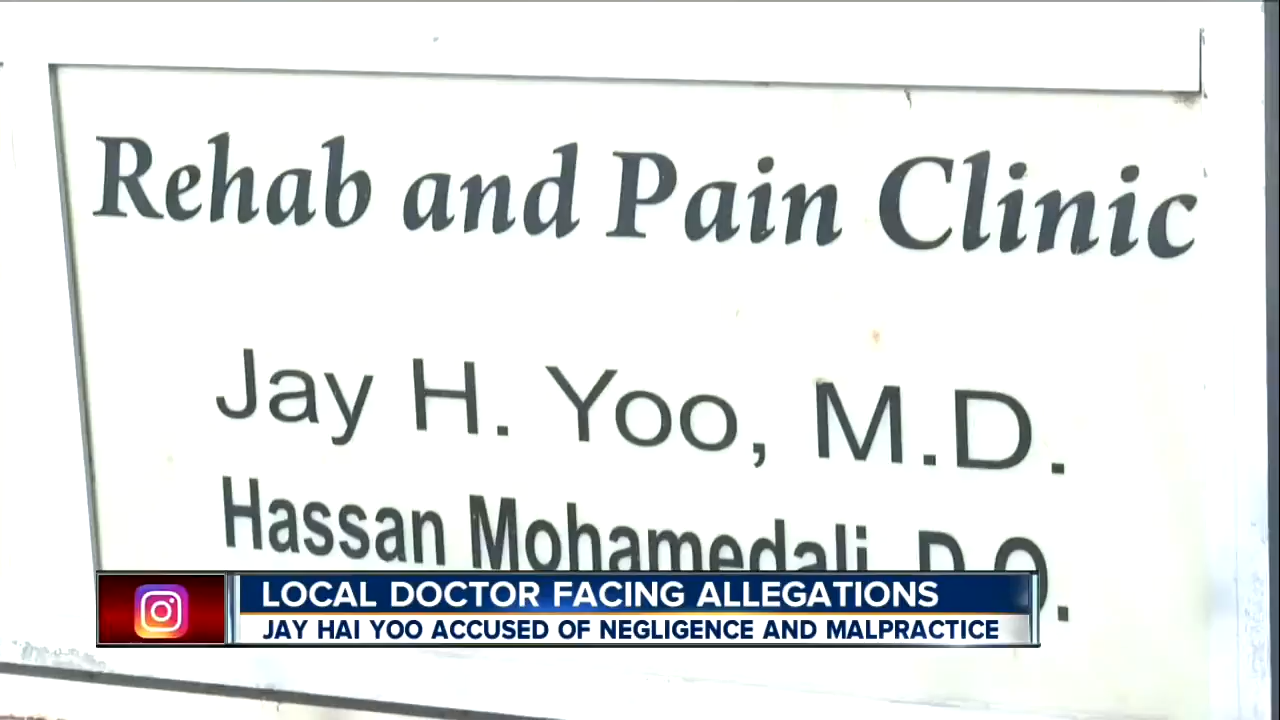 Rehab and Pain Clinic
Jay H. Yoo, M.D.
Hassan Mohamedali, D.O.
LOCAL DOCTOR FACING ALLEGATIONS
JAY HAI YOO ACCUSED OF NEGLIGENCE AND MALPRACTICE